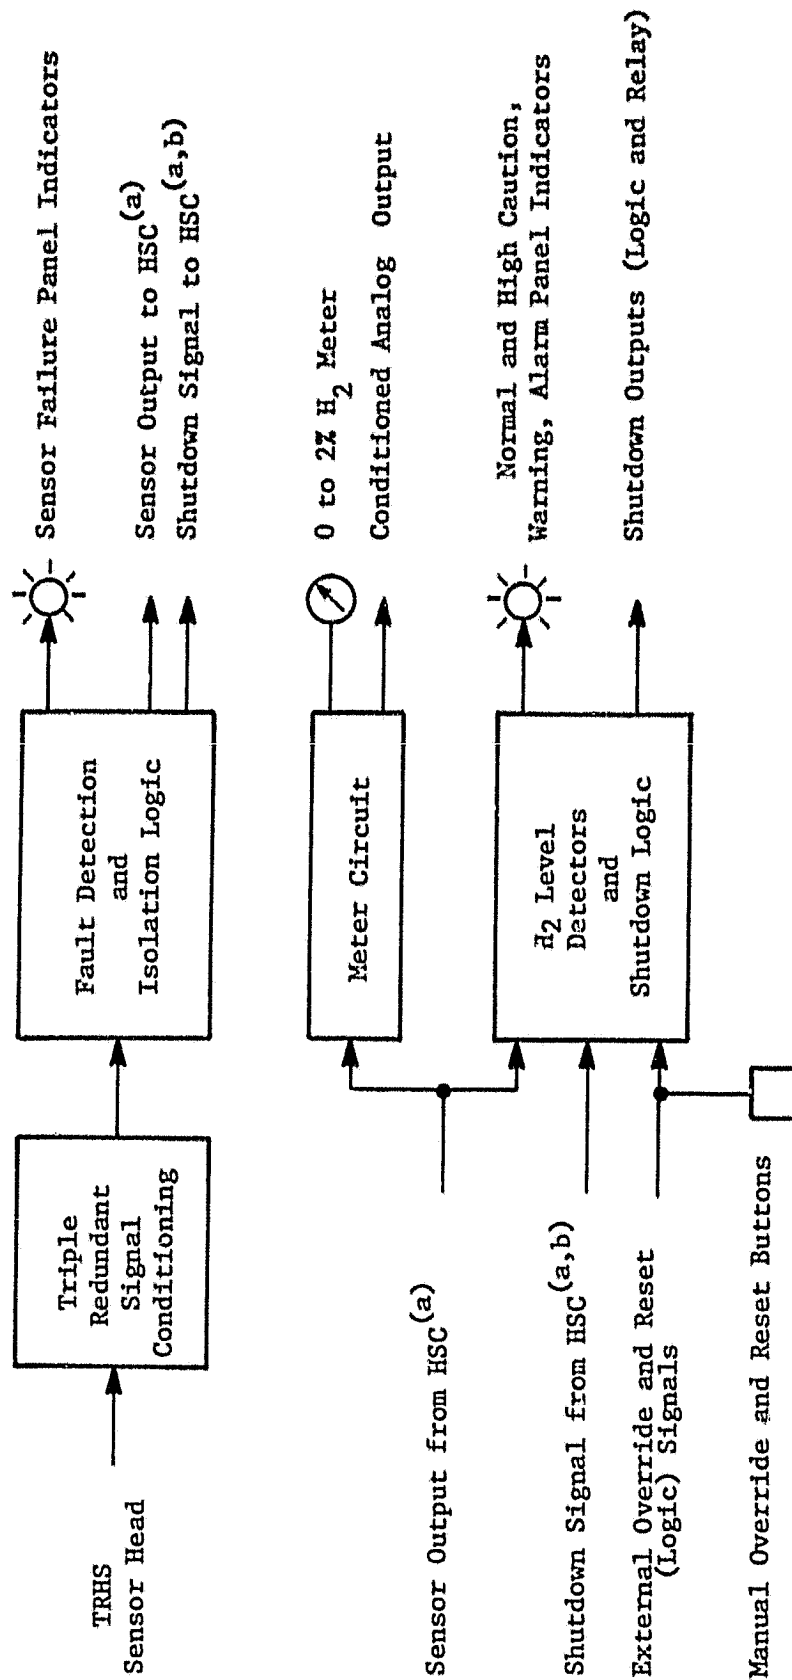 TRHS
Sensor Head
Triple
Redundant
Signal
Conditioning
Fault Detection
and
Isolation Logic
Sensor Failure Panel Indicators
Sensor Output to HSC(a)
Shutdown Signal to HSC(a,b)
Sensor Output from HSC(a)
Meter Circuit
0 to 2% H2 Meter
Conditioned Analog Output
Shutdown Signal from HSC(a,b)
External Override and Reset
(Logic) Signals
Manual Override and Reset Buttons
H2 Level
Detectors
and
Shutdown Logic
Normal and High Caution,
Warning, Alarm Panel Indicators
Shutdown Outputs (Logic and Relay)